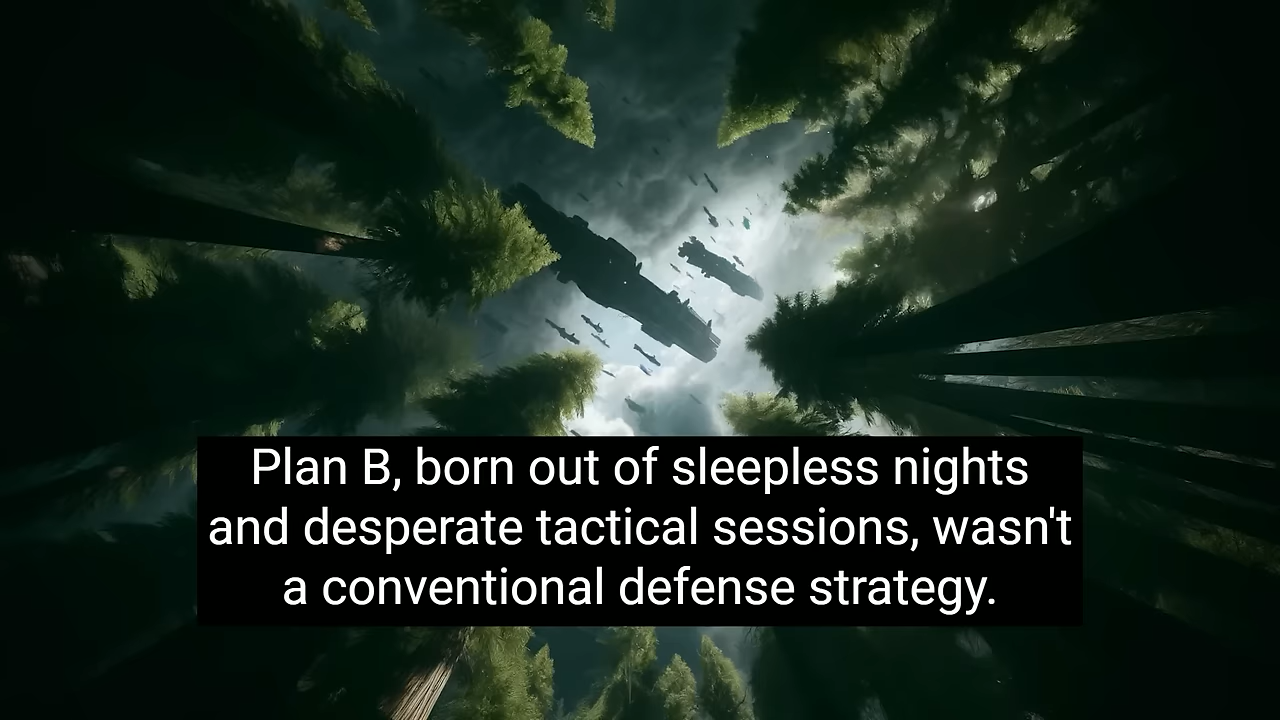 Plan B, born out of sleepless nights
and desperate tactical sessions, wasn't
a conventional defense strategy.